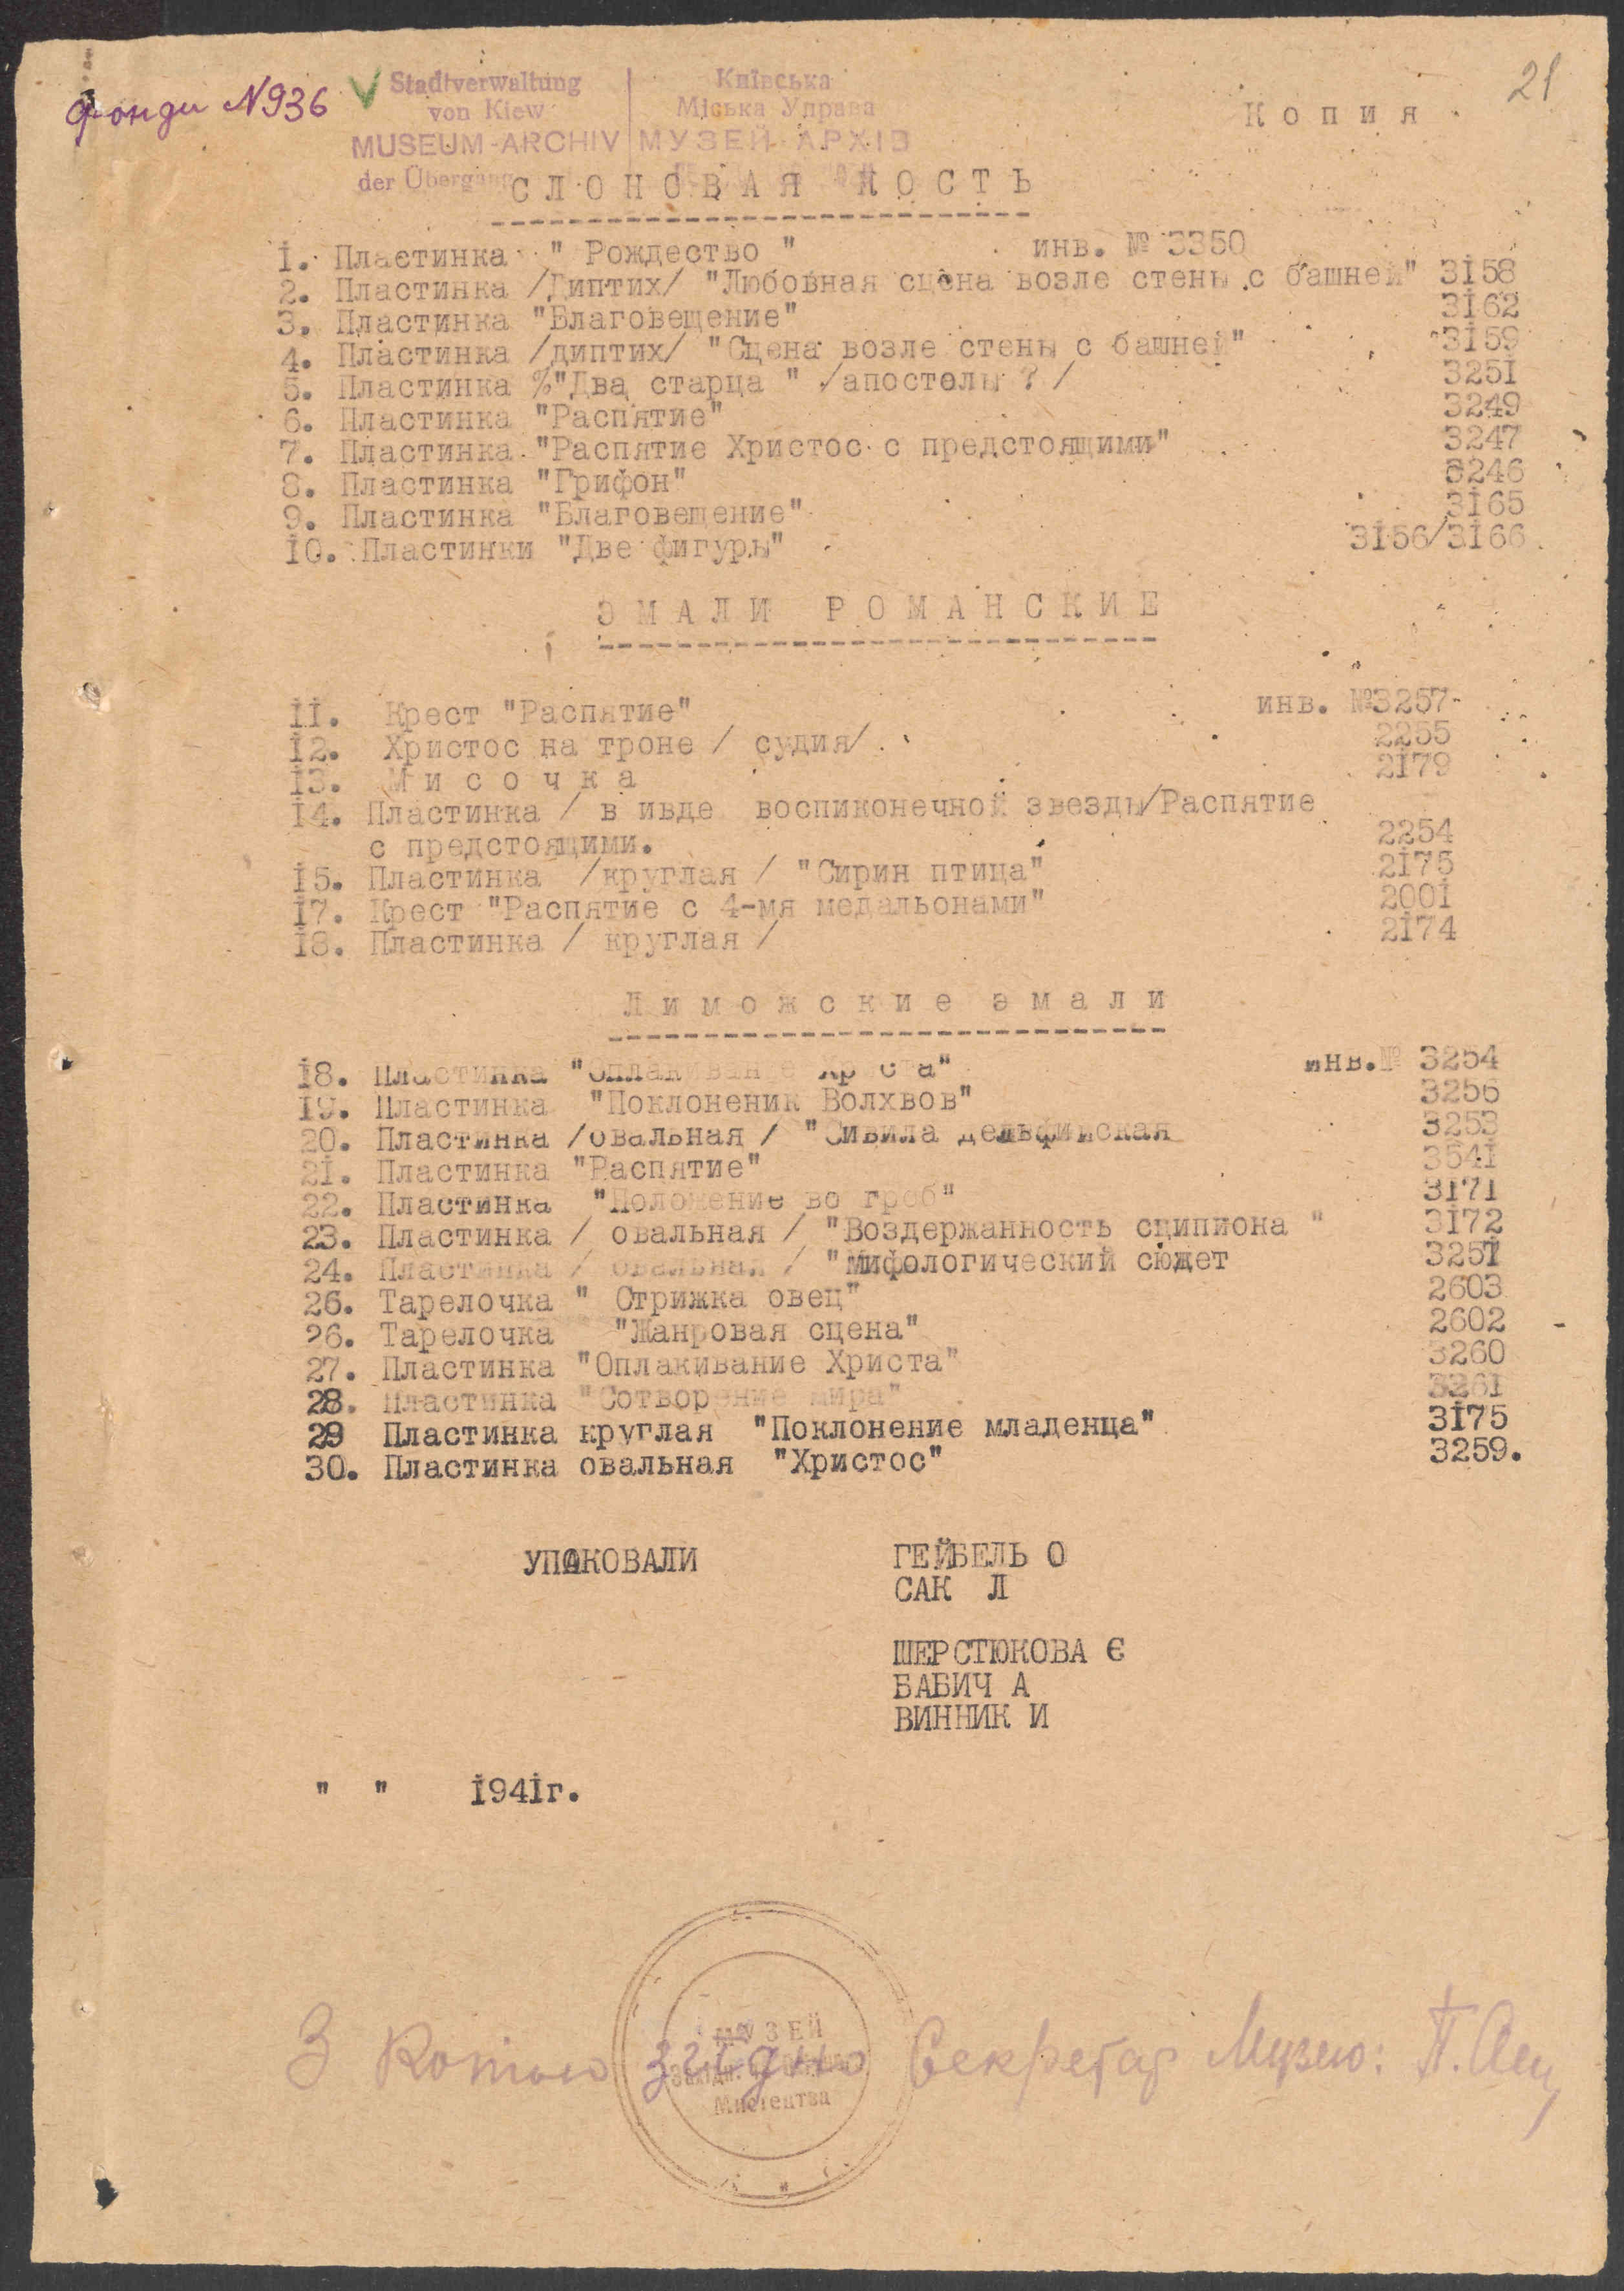 фонди №936
Stadtverwaltung
von Kiew
MUSEUM-ARCHIV
der Übergang
Київська
Міська Управа
МУЗЕЙ-АРХІВ
Копия
21
СЛОНОВАЯ КОСТЬ
1. Пластинка " Рождество " инв. № 3350
2. Пластинка /Диптих/ "Любовная сцена возле стены с башней" 3158
3. Пластинка "Благовещение" 3162
4. Пластинка /диптих/ "Сцена возле стены с башней" 3159
5. Пластинка %"Два старца " /апостолы ? / 3251
6. Пластинка "Распятие" 3249
7. Пластинка "Распятие Христос с предстоящими" 3247
8. Пластинка "Грифон" 3246
9. Пластинка "Благовещение" 3165
10. Пластинки "Две фигуры" 3156/3166
ЭМАЛИ РОМАНСКИЕ
11. Крест "Распятие" инв. №3257
12. Христос на троне / судия/ 2255
13. Мисочка 2179
14. Пластинка / в ивде воспиконечной звезды/Распятие
с предстоящими. 2254
15. Пластинка /круглая / "Сирин птица" 2175
17. Крест "Распятие с 4-мя медальонами" 2001
18. Пластинка / круглая / 2174
Лиможские эмали
18. Пластинка "Оплакивание Христа" инв.№ 3254
19. Пластинка "Поклоненик Волхвов" 3256
20. Пластинка /овальная / "Сивила дельфийская 3253
21. Пластинка "Распятие" 3541
22. Пластинка "Положение во гроб" 3171
23. Пластинка / овальная / "Воздержанность сципиона " 3172
24. Пластинка / овальная / "мифологический сюдет 3257
26. Тарелочка " Стрижка овец" 2603
26. Тарелочка "Жанровая сцена" 2602
27. Пластинка "Оплакивание Христа" 3260
28. Пластинка "Сотворение мира" 3261
29 Пластинка круглая "Поклонение младенца" 3175
30. Пластинка овальная "Христос" 3259.
УПАКОВАЛИ ГЕЙБЕЛЬ О
САК Л
ШЕРСТЮКОВА Є
БАБИЧ А
ВИННИК И
" " 1941г.
МУЗЕЙ
Мистецтва
З копією згідно Секретар Музею: